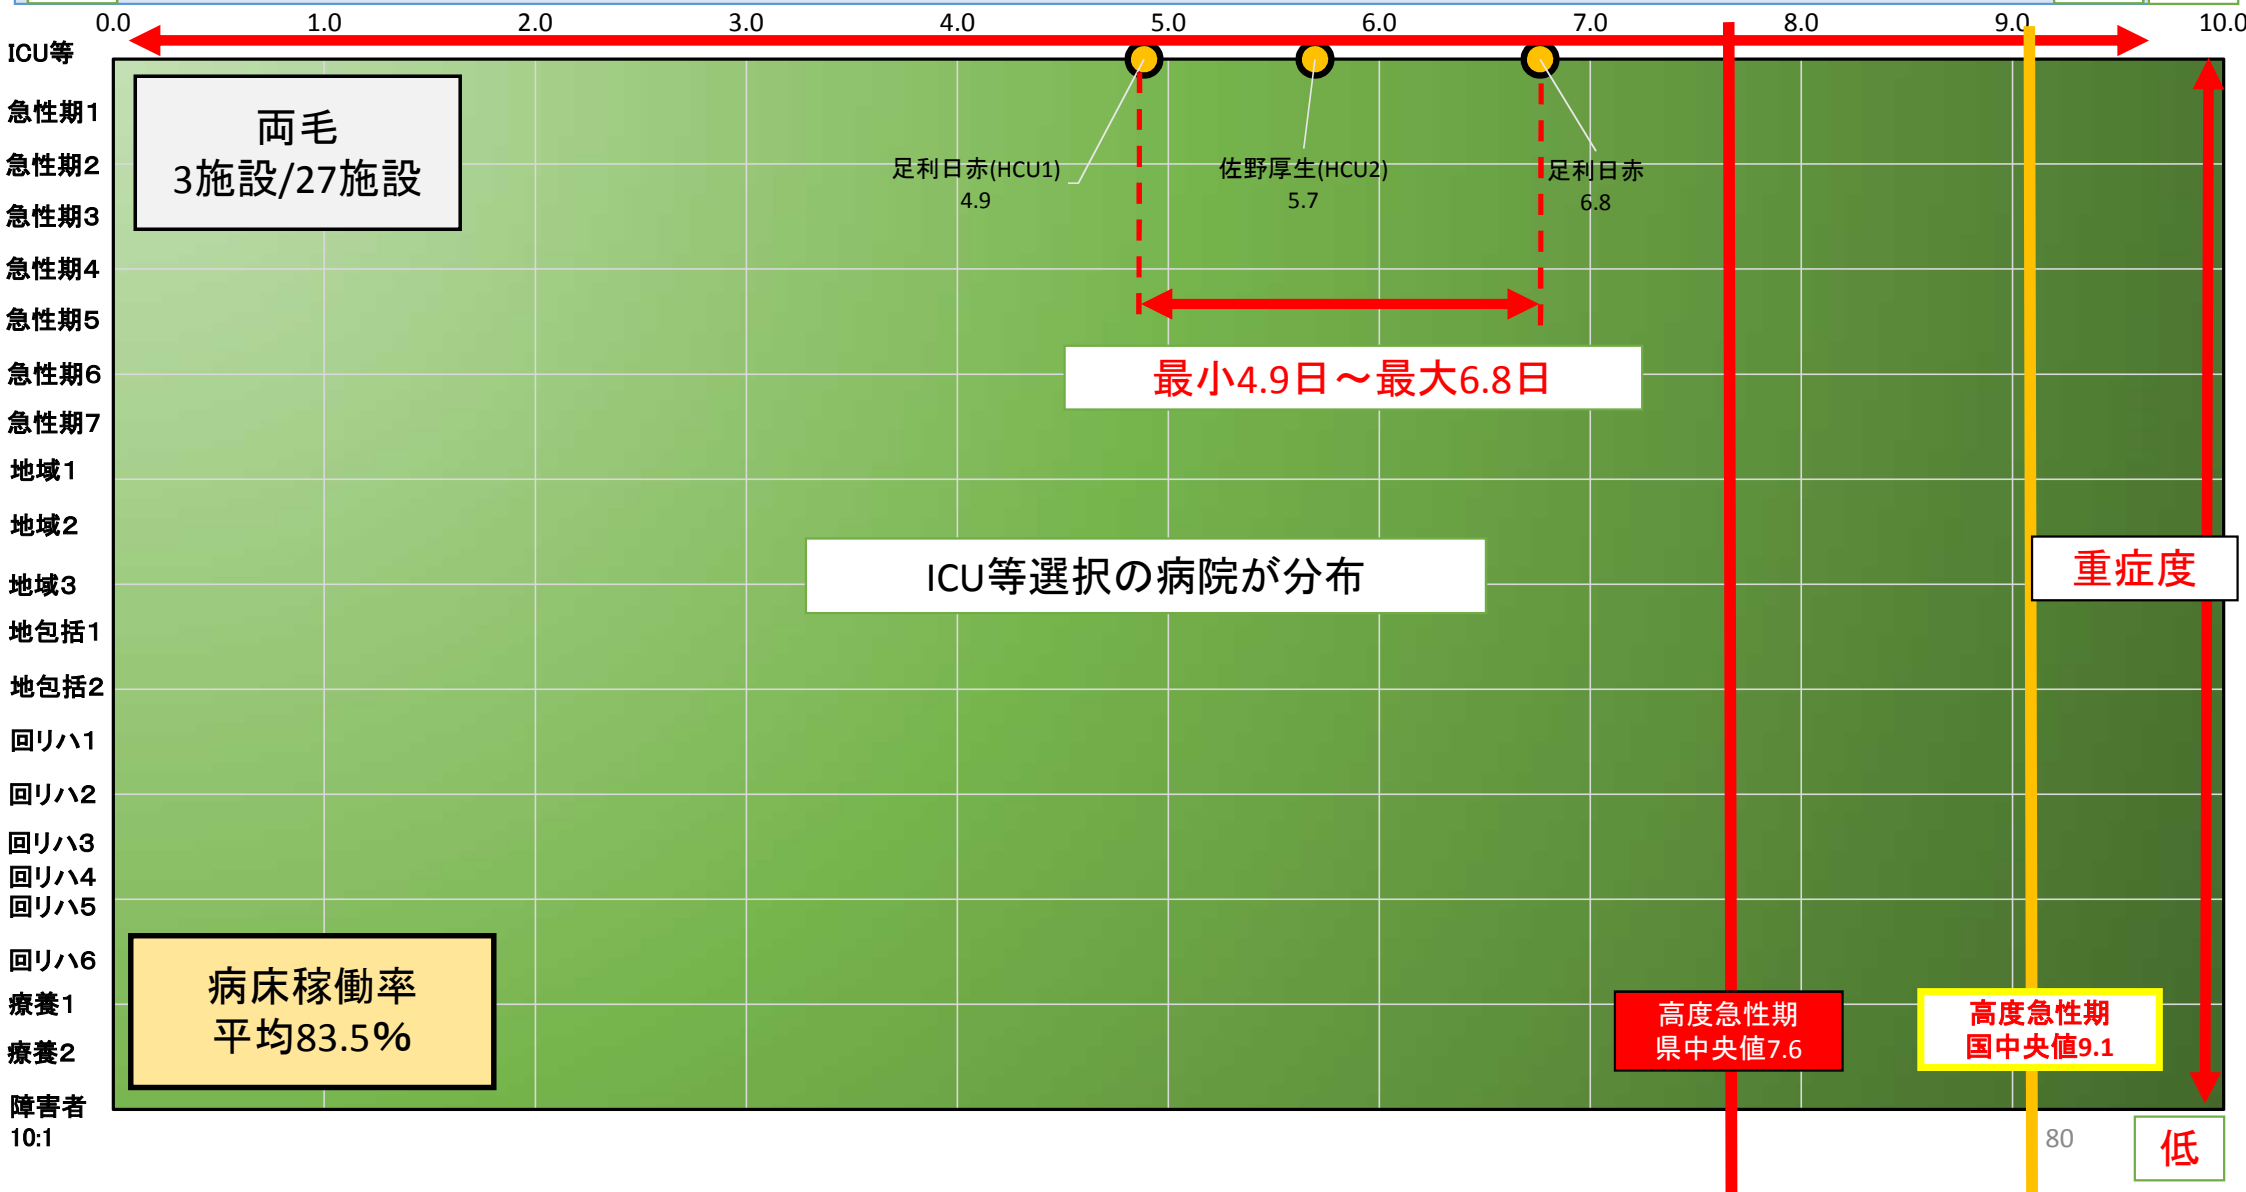 0.0 1.0 2.0 3.0 4.0 5.0 6.0 7.0 8.0 9.0 10.0
ICU等
急性期1
急性期2
急性期3
急性期4
急性期5
急性期6
急性期7
地域1
地域2
地域3
地包括1
地包括2
回リハ1
回リハ2
回リハ3
回リハ4
回リハ5
回リハ6
療養1
療養2
障害者
10:1
両毛
3施設/27施設
足利日赤(HCU1)
4.9
佐野厚生(HCU2)
5.7
足利日赤
6.8
最小4.9日～最大6.8日
ICU等選択の病院が分布
重症度
病床稼働率
平均83.5%
高度急性期
県中央値7.6
高度急性期
国中央値9.1
80
低